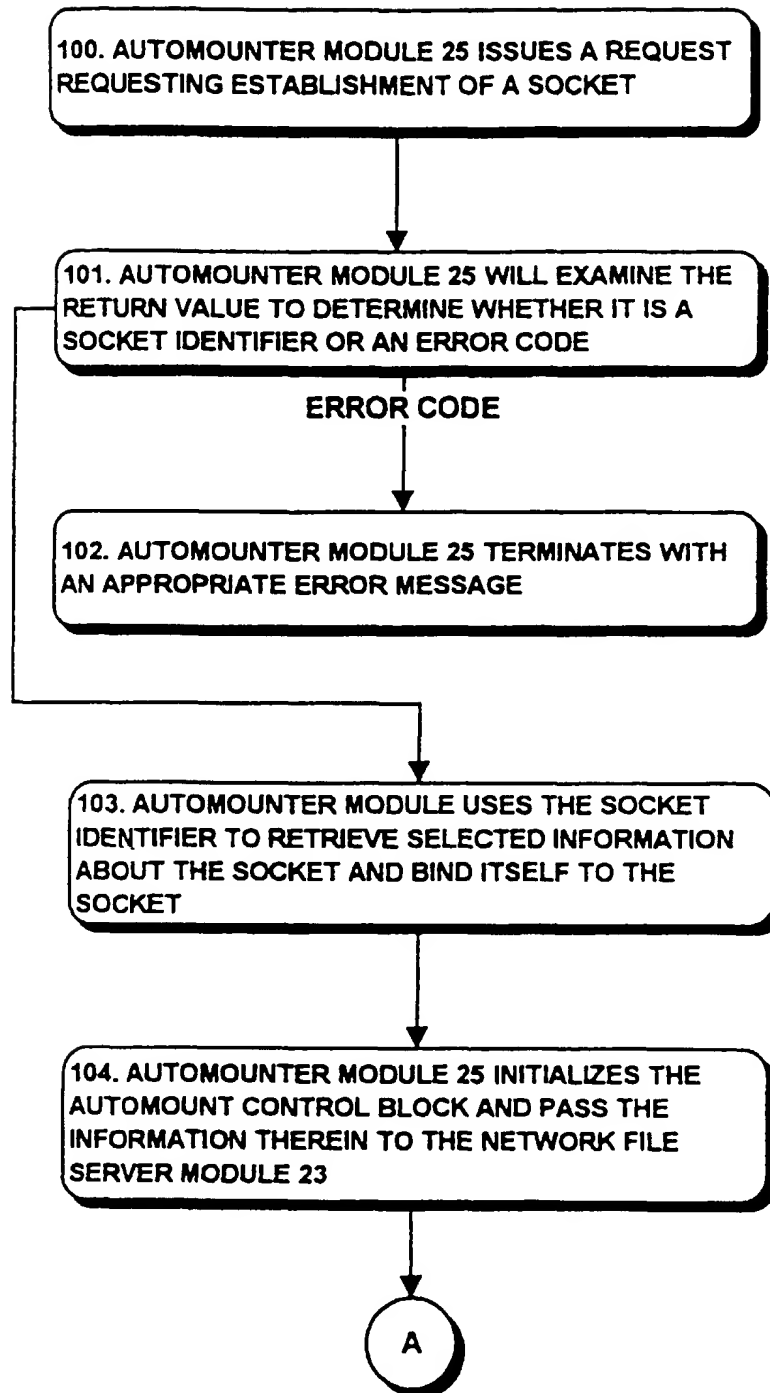 100. AUTOMOUNTER MODULE 25 ISSUES A REQUEST
REQUESTING ESTABLISHMENT OF A SOCKET
101. AUTOMOUNTER MODULE 25 WILL EXAMINE THE
RETURN VALUE TO DETERMINE WHETHER IT IS A
SOCKET IDENTIFIER OR AN ERROR CODE
ERROR CODE
102. AUTOMOUNTER MODULE 25 TERMINATES WITH
AN APPROPRIATE ERROR MESSAGE
103. AUTOMOUNTER MODULE USES THE SOCKET
IDENTIFIER TO RETRIEVE SELECTED INFORMATION
ABOUT THE SOCKET AND BIND ITSELF TO THE
SOCKET
104. AUTOMOUNTER MODULE 25 INITIALIZES THE
AUTOMOUNT CONTROL BLOCK AND PASS THE
INFORMATION THEREIN TO THE NETWORK FILE
SERVER MODULE 23
A